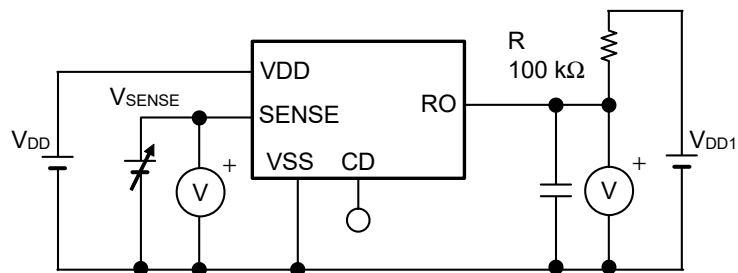 R
100 kΩ
VDD
VSENSE
SENSE
RO
VDD
VDD1
VSS
CD
+
V
+
V